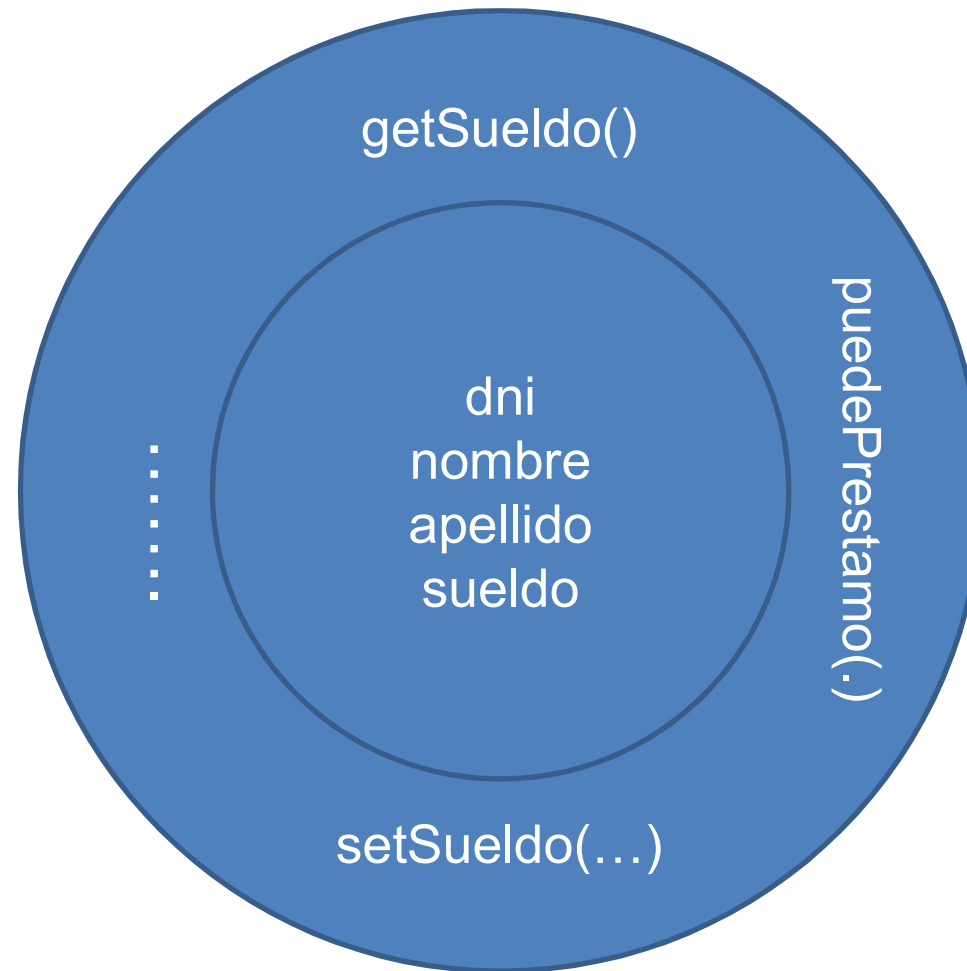 getSueldo()
puedePrestamo(.)
dni
nombre
apellido
sueldo
.......
setSueldo(…)